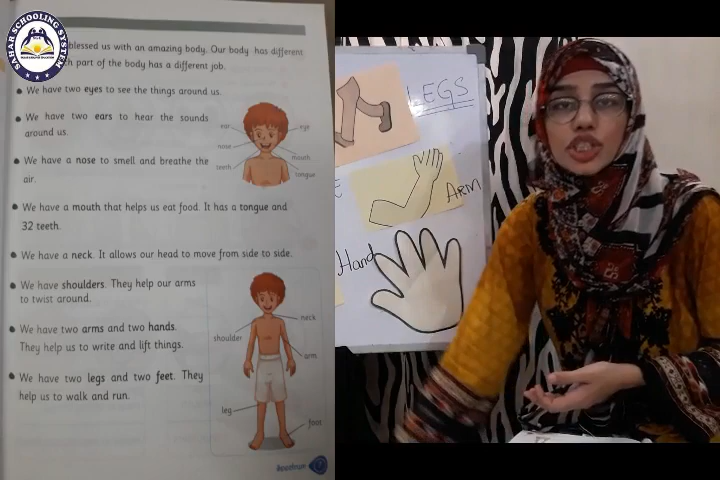 SAHAR SCHOOLING SYSTEM
blessed us with an amazing body. Our body has different
part of the body has a different job.
We have two eyes to see the things around us.
We have two ears to hear the sounds
around us.
We have a nose to smell and breathe the
air.
ear
eye
nose
mouth
teeth
tongue
We have a mouth that helps us eat food. It has a tongue and
32 teeth.
We have a neck. It allows our head to move from side to side.
We have shoulders. They help our arms
to twist around.
We have two arms and two hands.
They help us to write and lift things.
We have two legs and two feet. They
help us to walk and run.
neck
shoulder
arm
leg
foot
LEGS
ARM
Hand